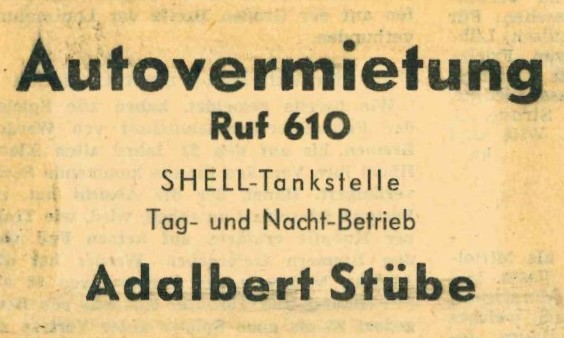 Autovermietung
Ruf 610
SHELL-Tankstelle
Tag- und Nacht-Betrieb
Adalbert Stübe